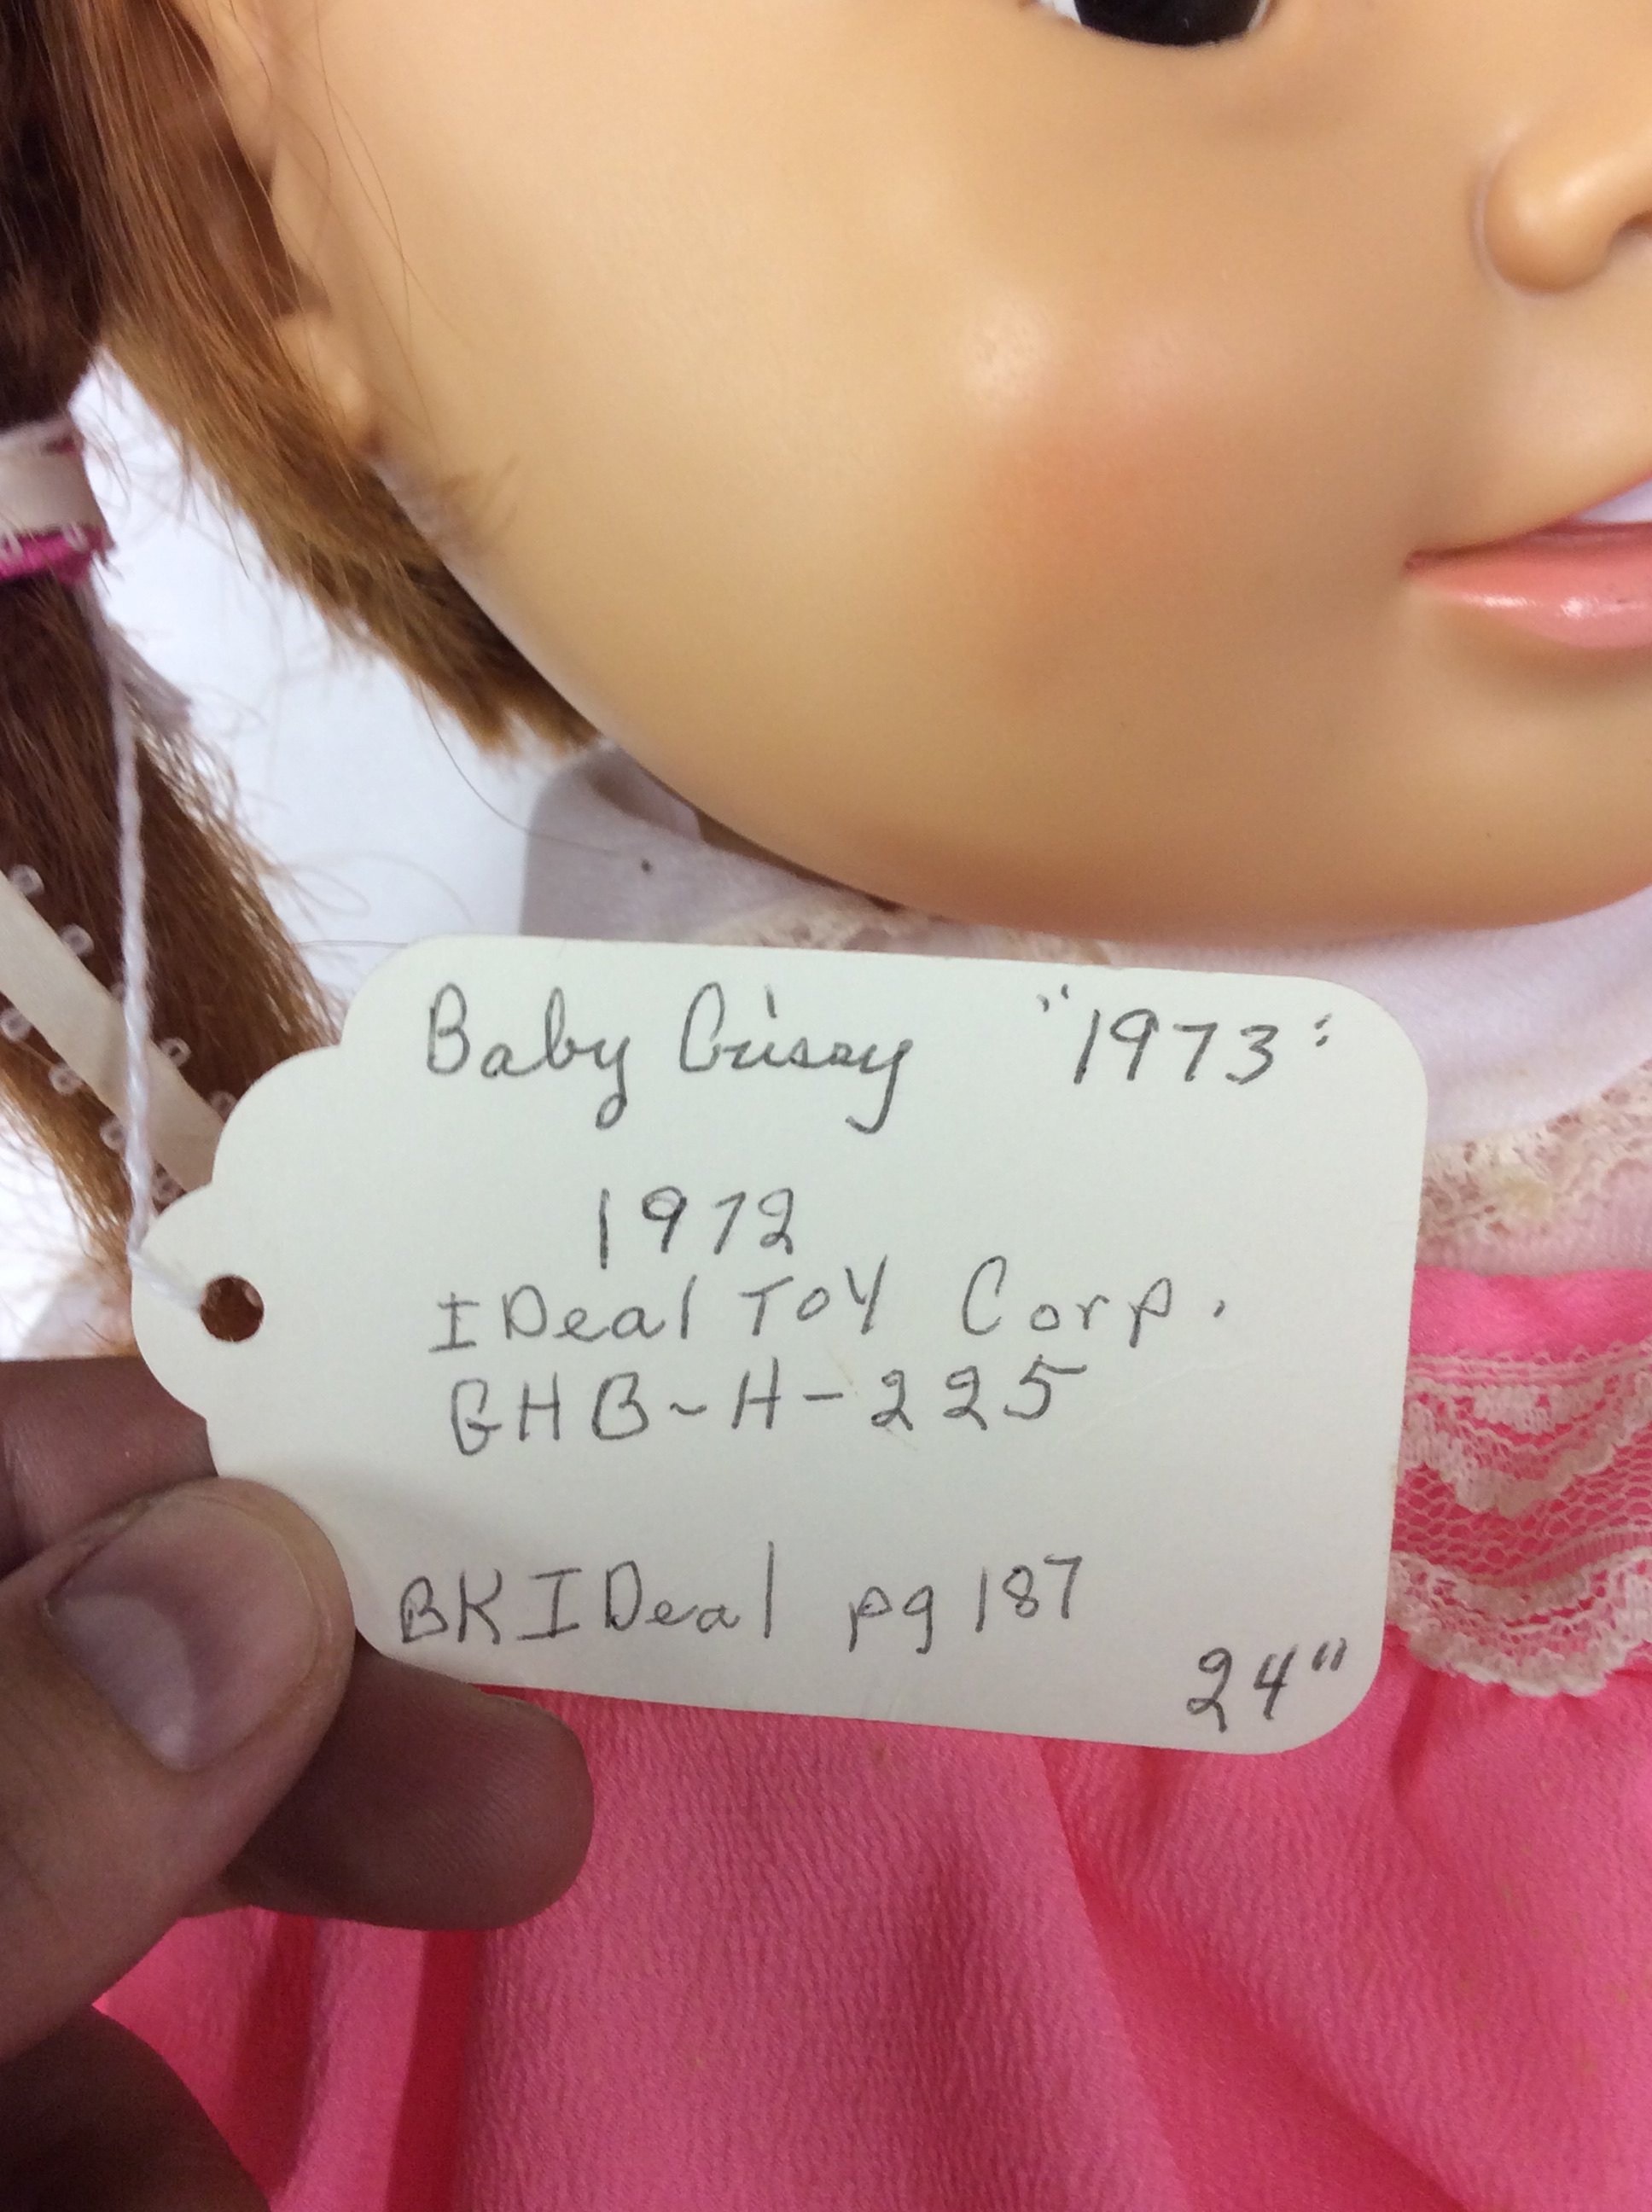 Baby Crissy "1973"
1972
IDeal Toy Corp.
GHB-H-225
BK IDeal pg 187
24"